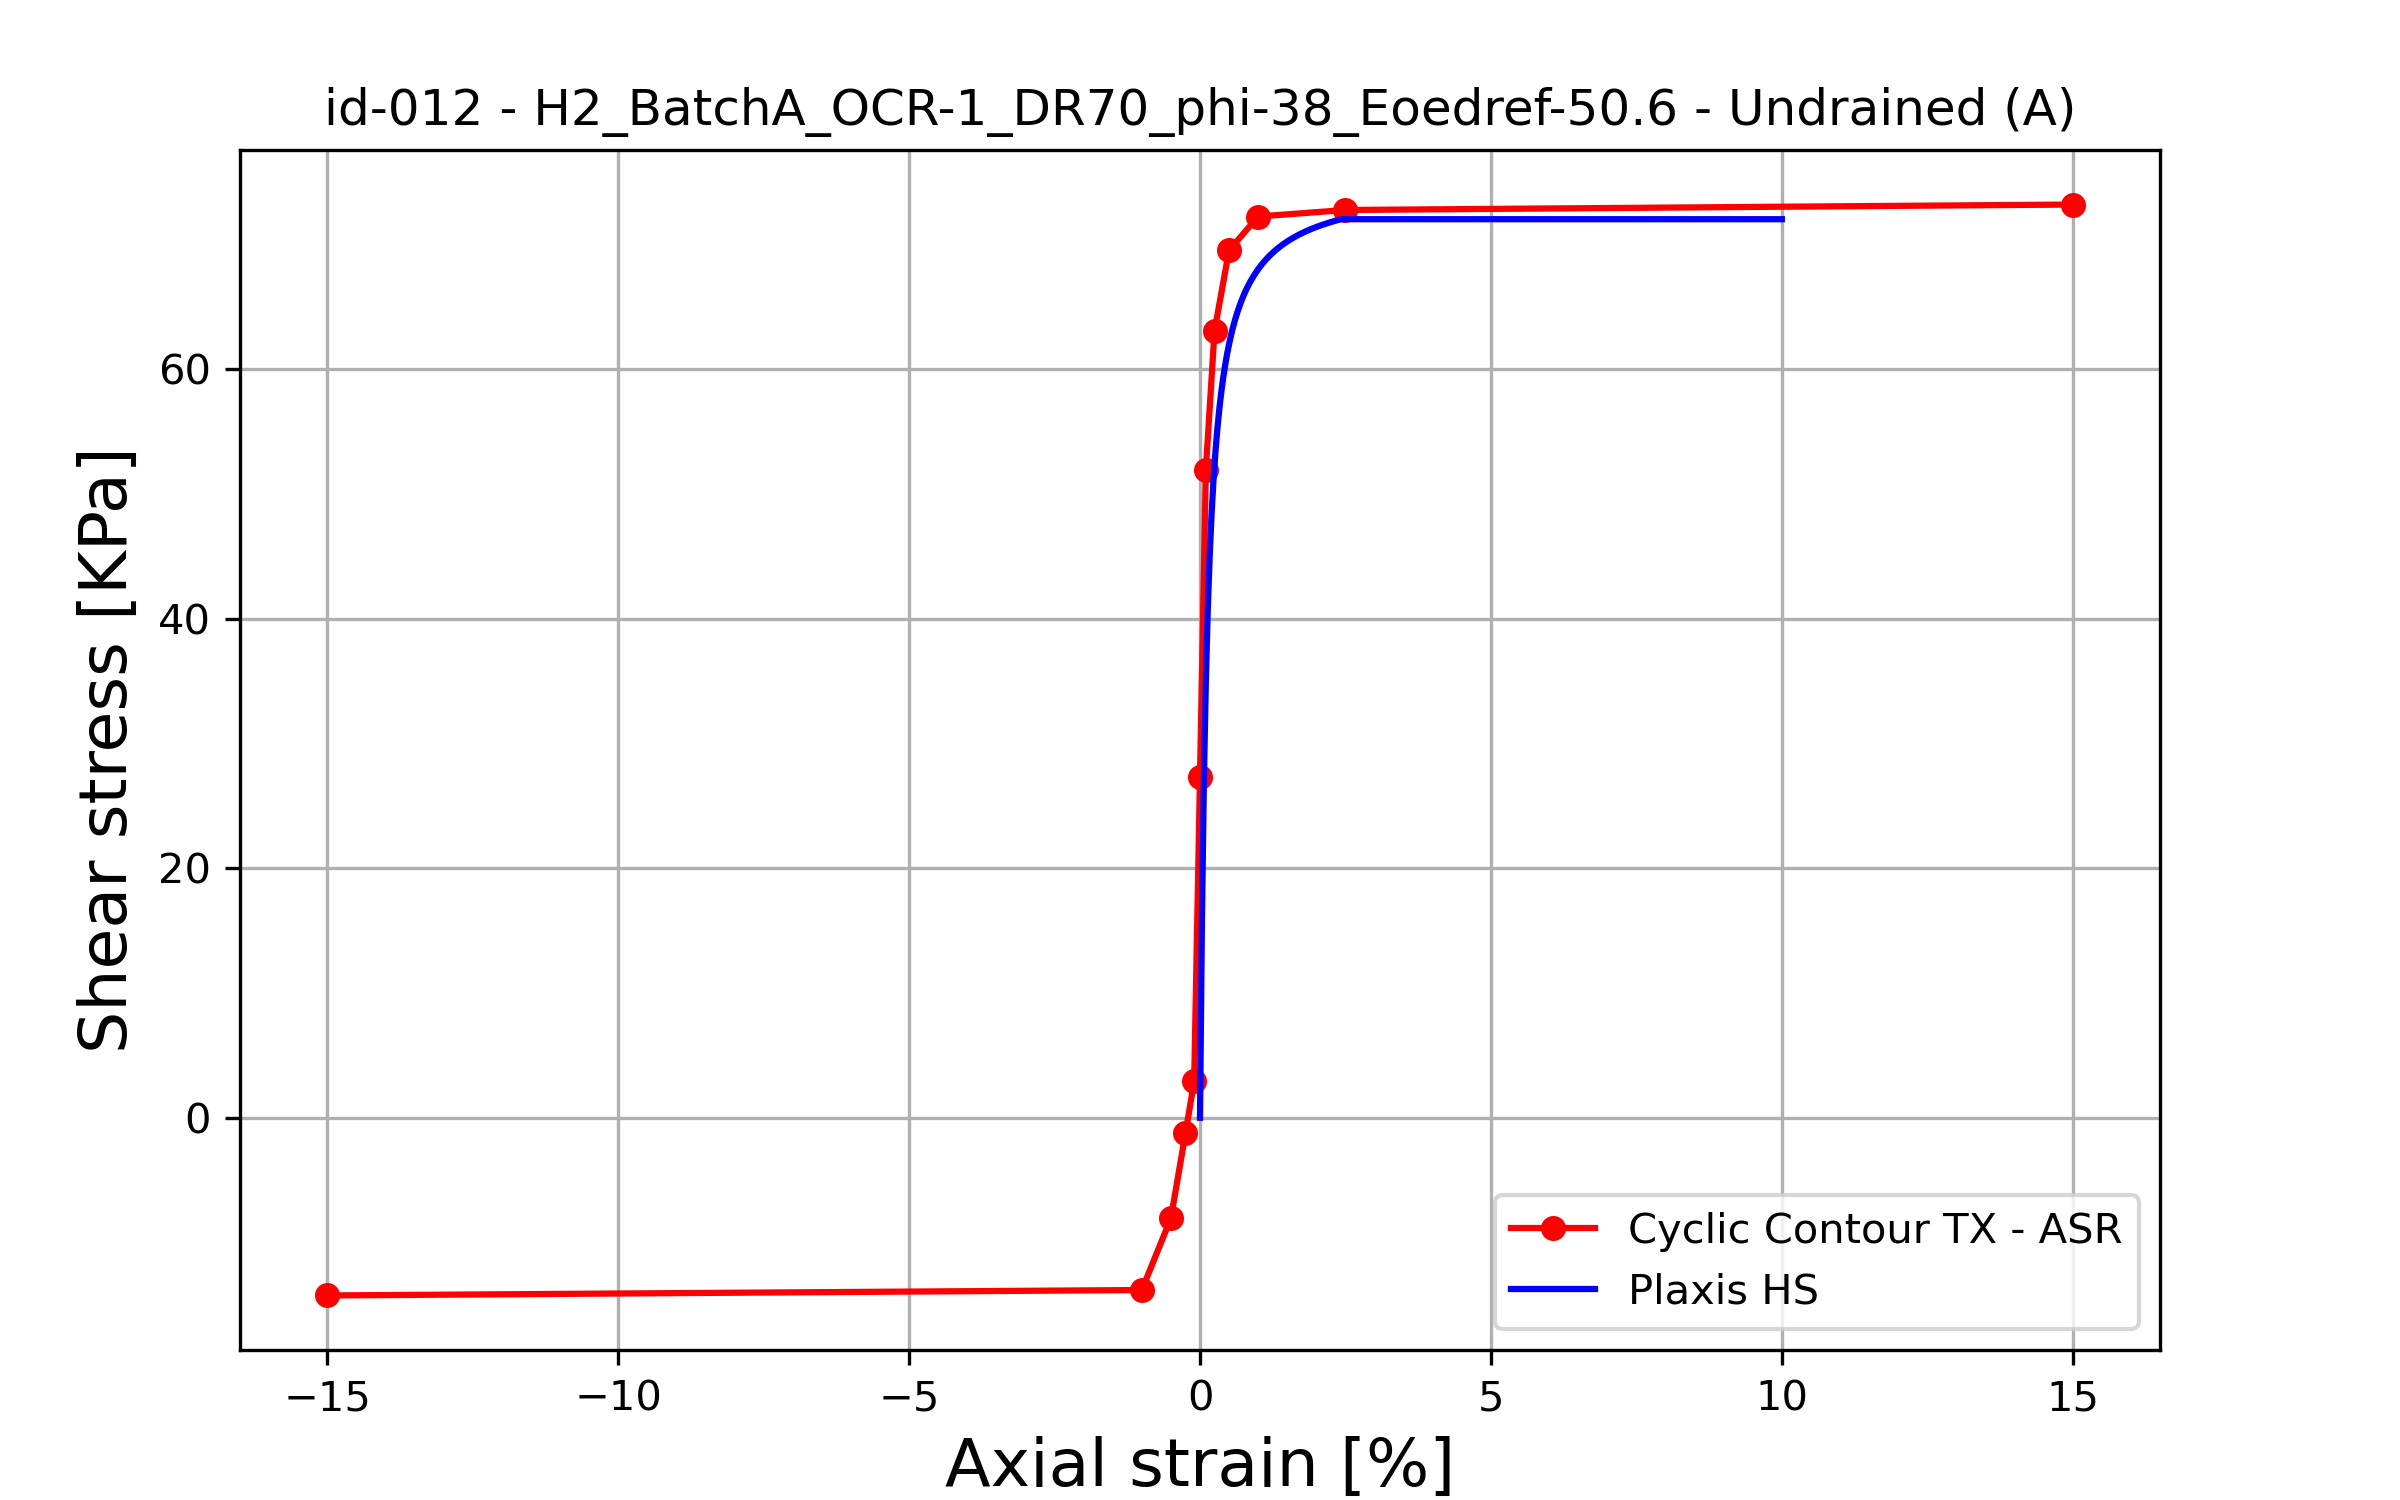 id-012 - H2_BatchA_OCR-1_DR70_phi-38_Eoedref-50.6 - Undrained (A)
Shear stress [KPa]
60
40
20
0
Cyclic Contour TX - ASR
Plaxis HS
−15 −10 −5 0 5 10 15
Axial strain [%]